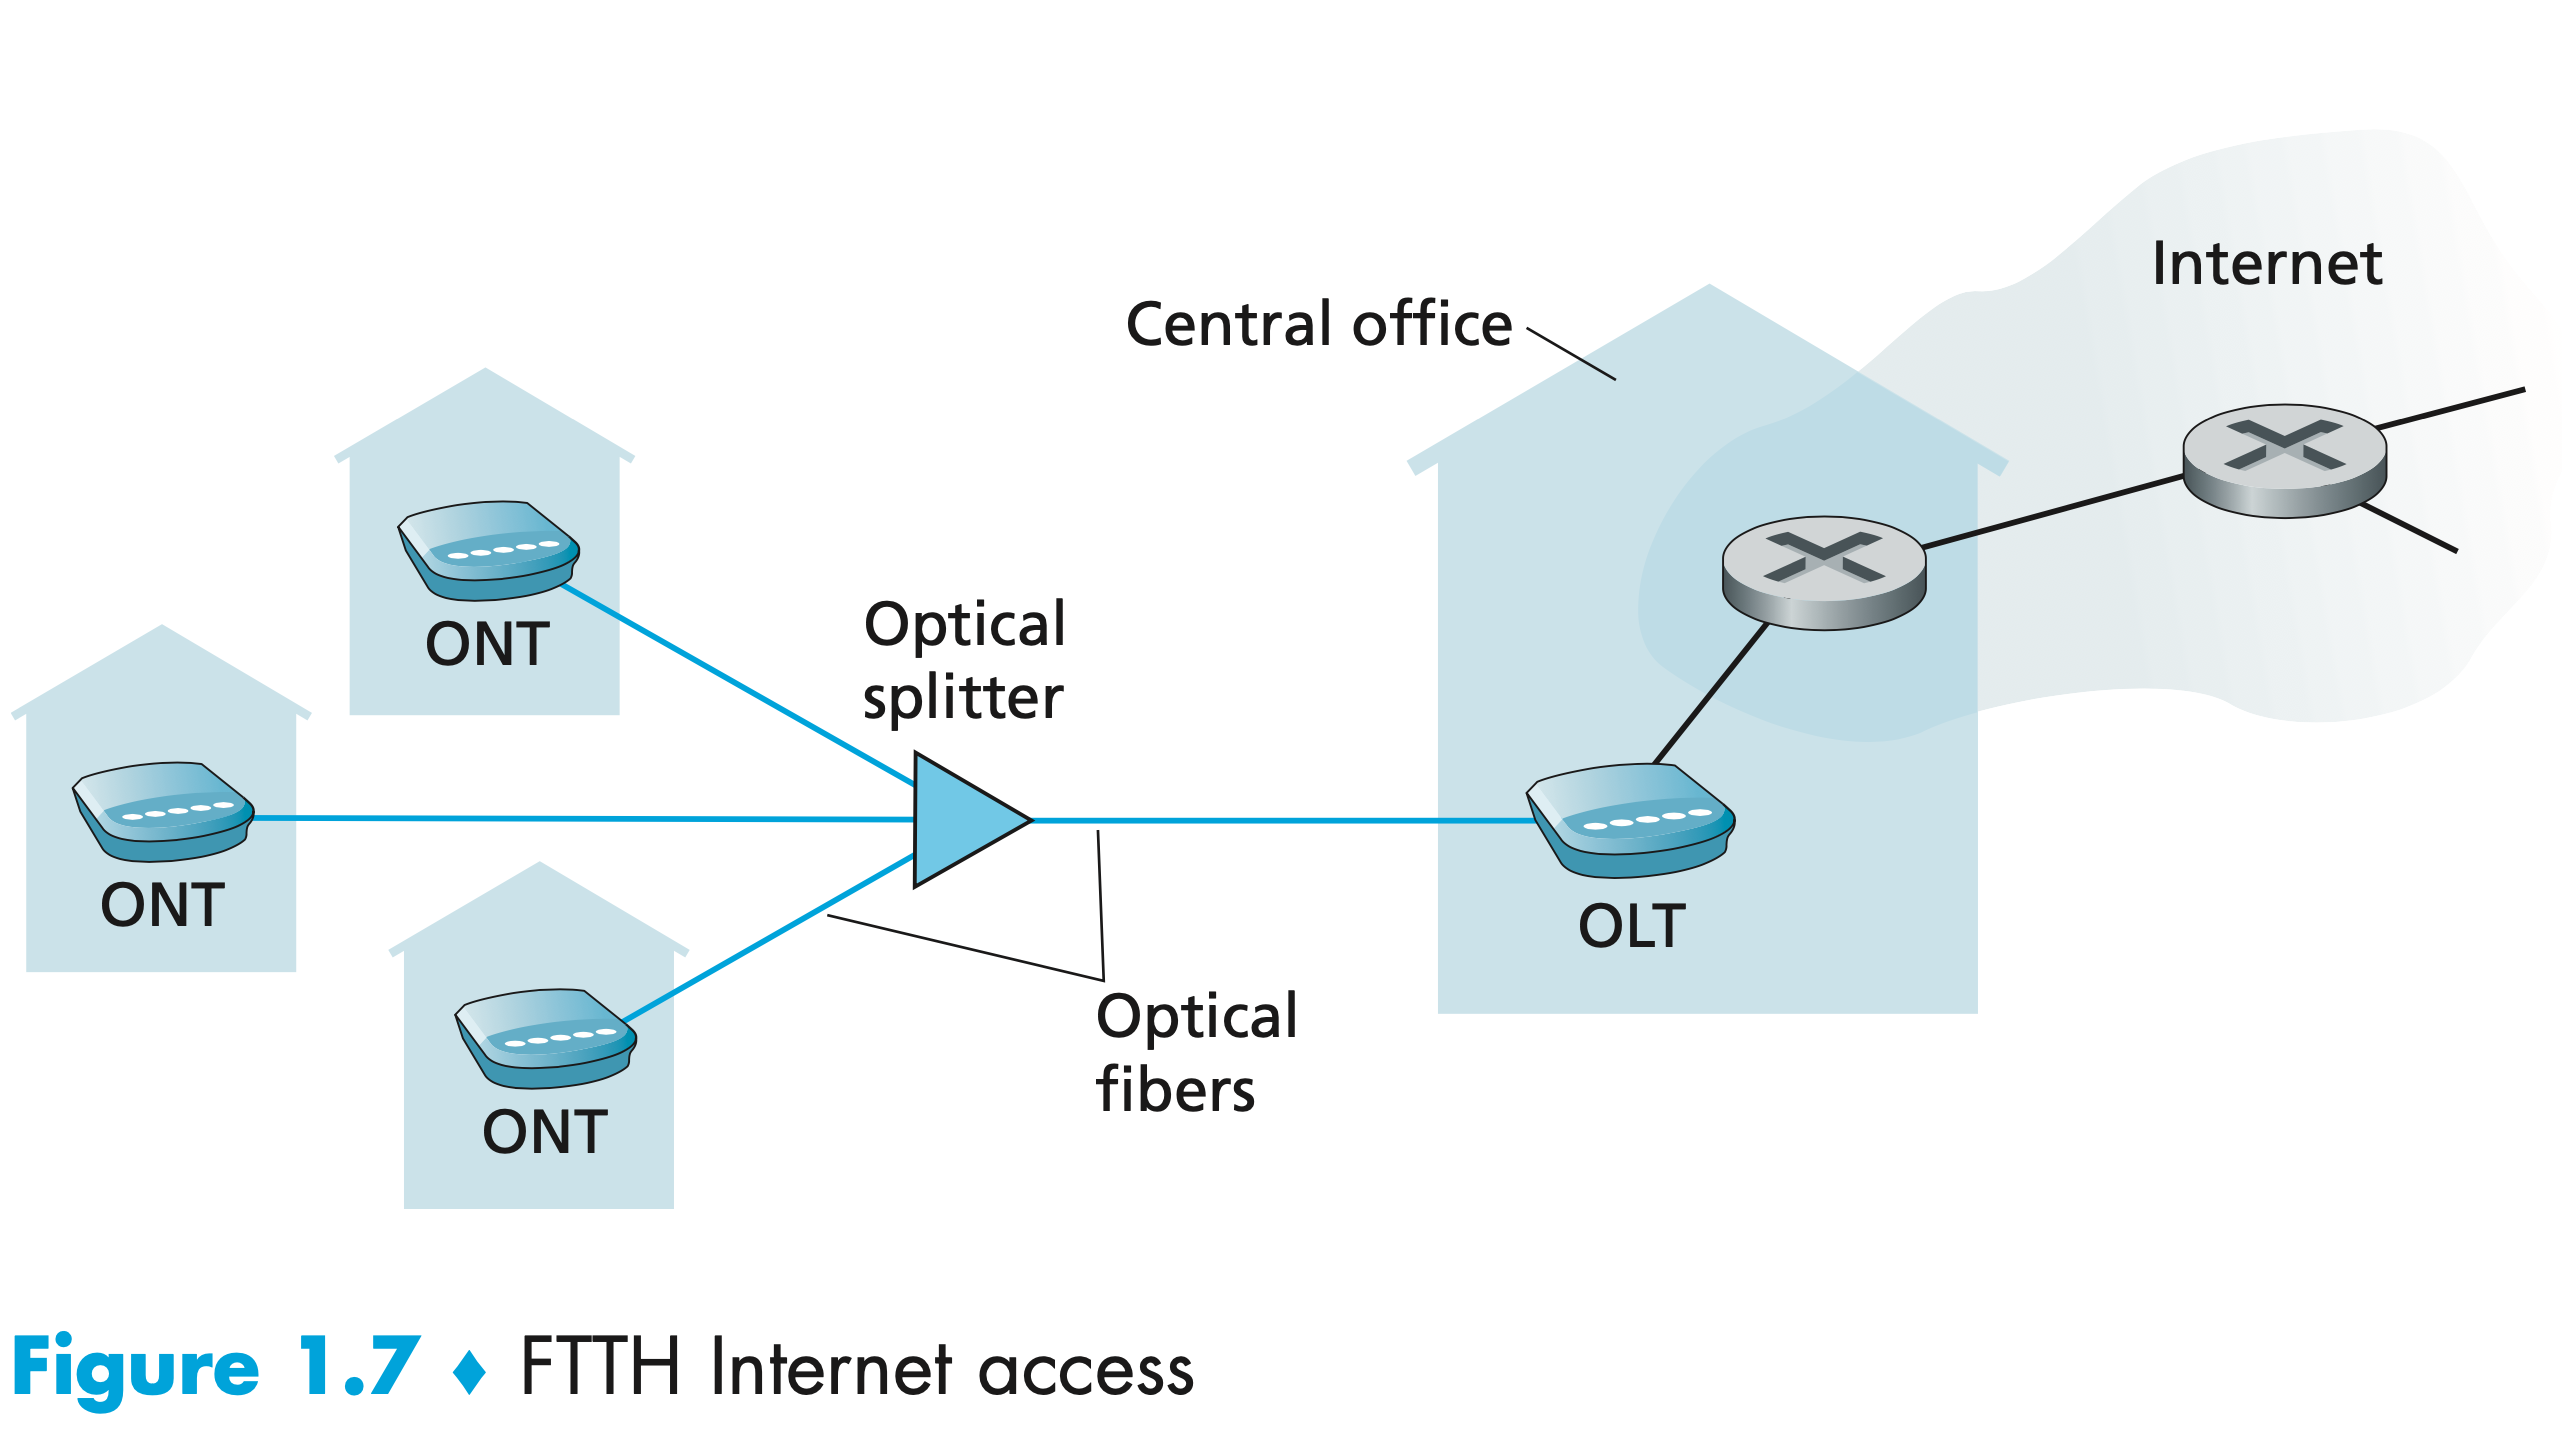 Internet
Central office
ONT
Optical
splitter
ONT
OLT
Optical
fibers
ONT
Figure 1.7 ♦ FTTH Internet access